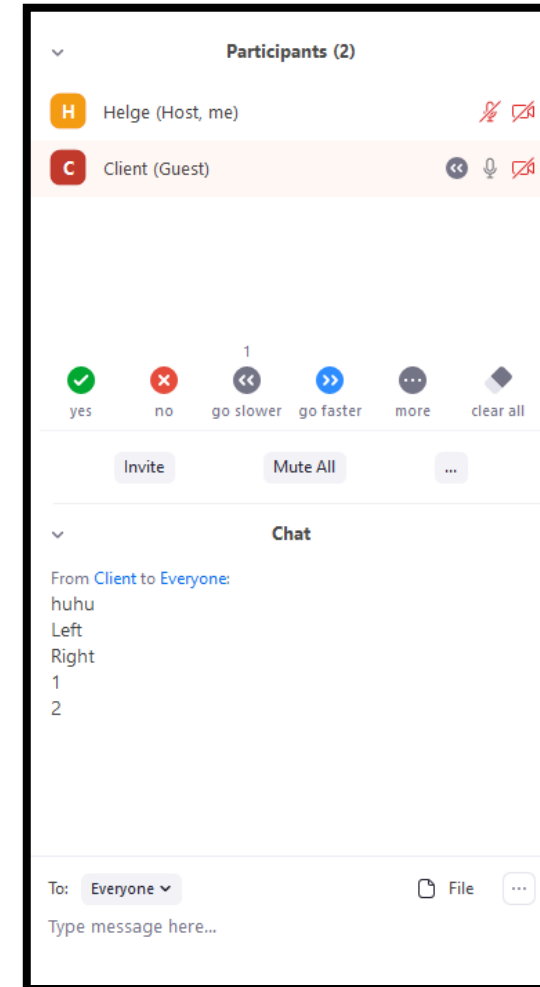 Participants (2)
H Helge (Host, me)
C Client (Guest)
1
yes no go slower go faster more clear all
Invite Mute All ...
Chat
From Client to Everyone:
huhu
Left
Right
1
2
To: Everyone File ...
Type message here...